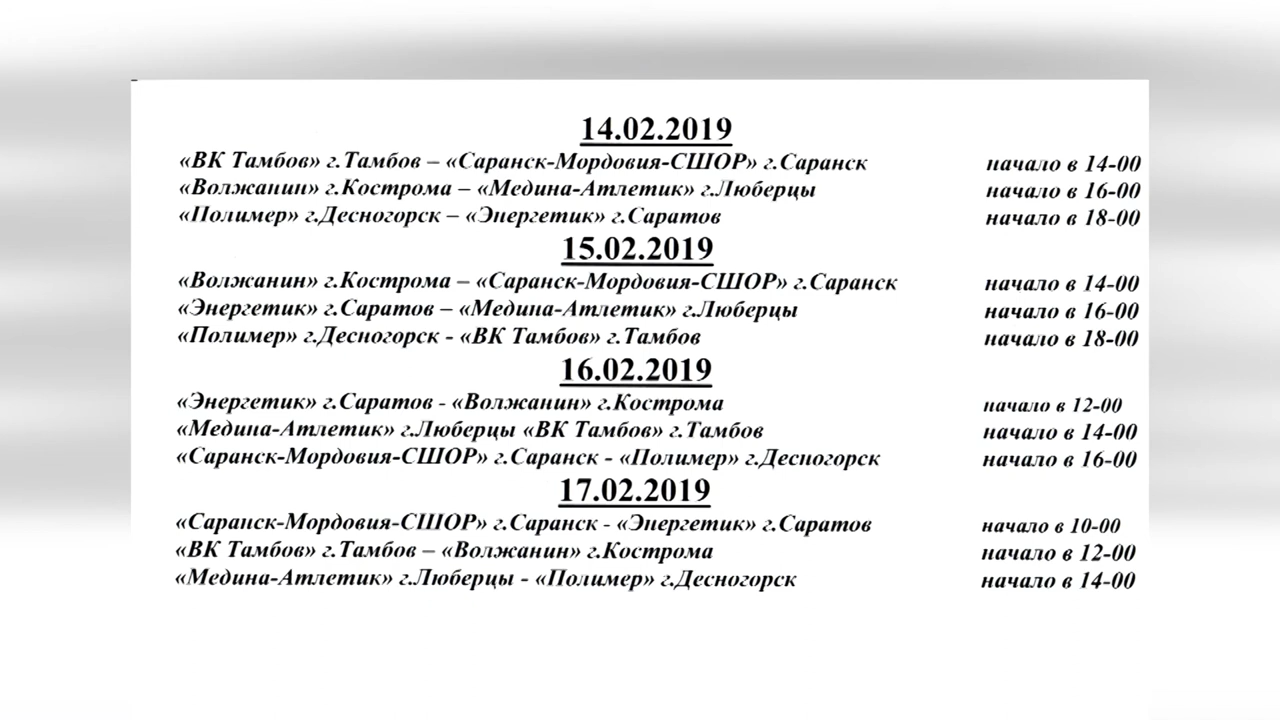 14.02.2019
«ВК Тамбов» г.Тамбов – «Саранск-Мордовия-СШОР» г.Саранск начало в 14-00
«Волжанин» г.Кострома – «Медина-Атлетик» г.Люберцы начало в 16-00
«Полимер» г.Десногорск – «Энергетик» г.Саратов начало в 18-00
15.02.2019
«Волжанин» г.Кострома – «Саранск-Мордовия-СШОР» г.Саранск начало в 14-00
«Энергетик» г.Саратов – «Медина-Атлетик» г.Люберцы начало в 16-00
«Полимер» г.Десногорск - «ВК Тамбов» г.Тамбов начало в 18-00
16.02.2019
«Энергетик» г.Саратов - «Волжанин» г.Кострома начало в 12-00
«Медина-Атлетик» г.Люберцы «ВК Тамбов» г.Тамбов начало в 14-00
«Саранск-Мордовия-СШОР» г.Саранск - «Полимер» г.Десногорск начало в 16-00
17.02.2019
«Саранск-Мордовия-СШОР» г.Саранск - «Энергетик» г.Саратов начало в 10-00
«ВК Тамбов» г.Тамбов – «Волжанин» г.Кострома начало в 12-00
«Медина-Атлетик» г.Люберцы - «Полимер» г.Десногорск начало в 14-00